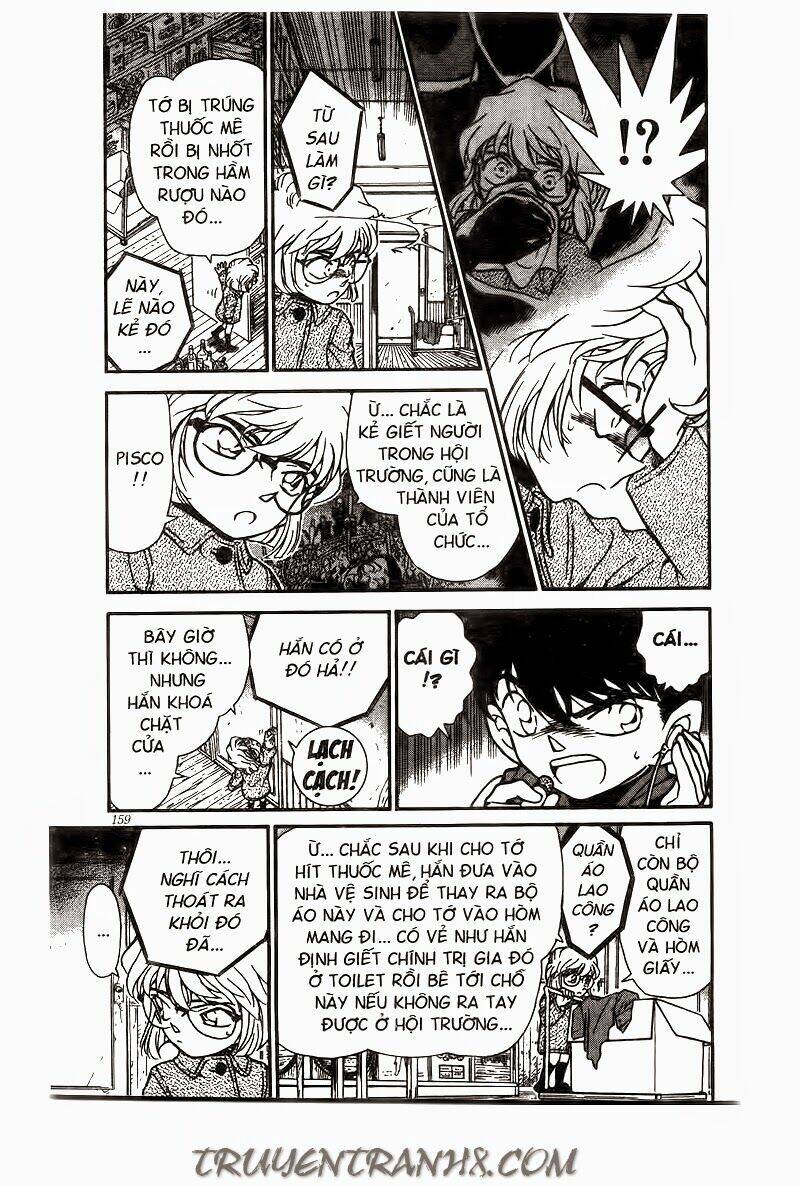 !?
TỪ
SAU
LÀM
GÌ?
TỚ BỊ TRÚNG
THUỐC MÊ
RỒI BỊ NHỐT
TRONG HẦM
RƯỢU NÀO
ĐÓ...
NÀY,
LẼ NÀO
KẺ ĐÓ
...
Ừ... CHẮC LÀ
KẺ GIẾT NGƯỜI
TRONG HỘI
TRƯỜNG, CŨNG LÀ
THÀNH VIÊN
CỦA TỔ
CHỨC...
PISCO
!!
CÁI...
CÁI GÌ
!?
HẮN CÓ Ở
ĐÓ HẢ!!
BÂY GIỜ
THÌ KHÔNG...
NHƯNG
HẮN KHOÁ
CHẶT
CỬA
...
LẠCH
CẠCH!
159
CHỈ
CÒN BỘ
QUẦN
ÁO LAO
CÔNG
VÀ HÒM
GIẤY...
QUẦN
ÁO LAO
CÔNG
?
Ừ... CHẮC SAU KHI CHO TỚ
HÍT THUỐC MÊ, HẮN ĐƯA VÀO
NHÀ VỆ SINH ĐỂ THAY RA BỘ
ÁO NÀY VÀ CHO TỚ VÀO HÒM
MANG ĐI... CÓ VẺ NHƯ HẮN
ĐỊNH GIẾT CHÍNH TRỊ GIA ĐÓ
Ở TOILET RỒI BÊ TỚI CHỖ
NÀY NẾU KHÔNG RA TAY
ĐƯỢC Ở HỘI TRƯỜNG...
THÔI...
NGHĨ CÁCH
THOÁT RA
KHỎI ĐÓ
ĐÃ...
...
TRUYENTRANH8.COM